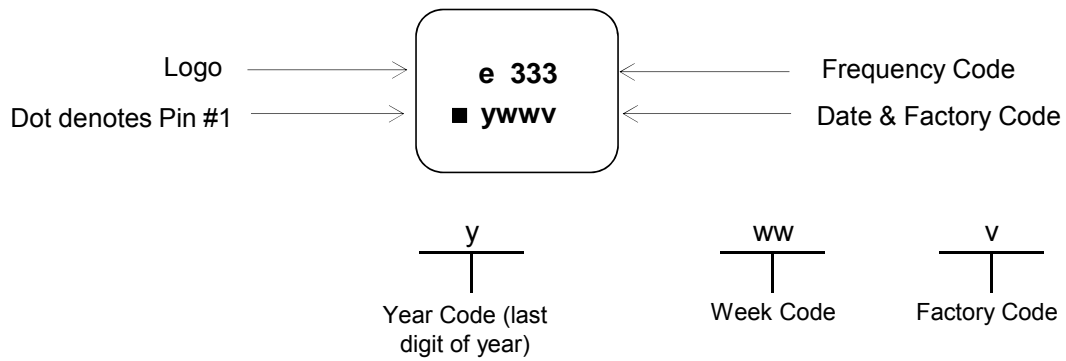 Logo
e 333
Frequency Code
Dot denotes Pin #1
■ ywwv
Date & Factory Code
y
ww
v
Year Code (last
digit of year)
Week Code
Factory Code